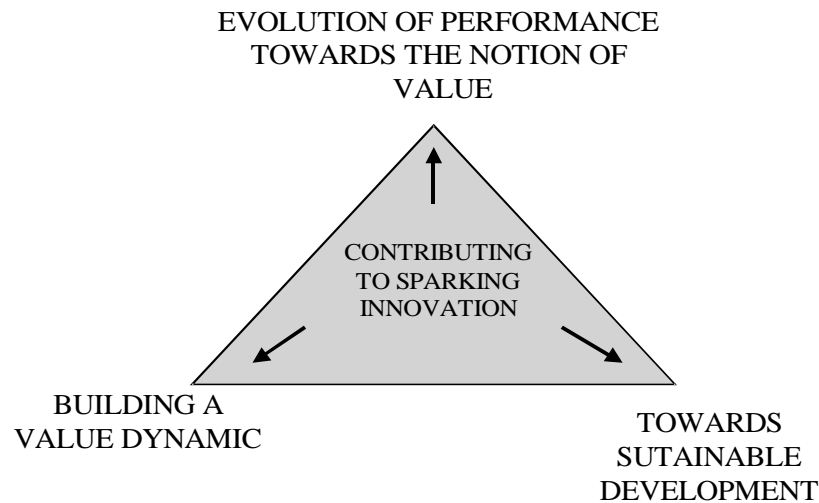 EVOLUTION OF PERFORMANCE
TOWARDS THE NOTION OF
VALUE
CONTRIBUTING
TO SPARKING
INNOVATION
BUILDING A
VALUE DYNAMIC
TOWARDS
SUTAINABLE
DEVELOPMENT